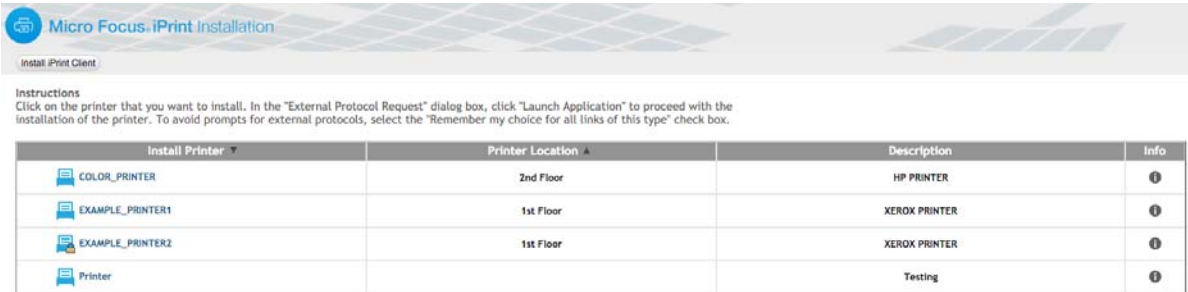 Micro Focus® iPrint Installation
Install iPrint Client
Instructions
Click on the printer that you want to install. In the "External Protocol Request" dialog box, click "Launch Application" to proceed with the
installation of the printer. To avoid prompts for external protocols, select the "Remember my choice for all links of this type" check box.
Install Printer ▼ Printer Location ▲ Description Info
COLOR_PRINTER 2nd Floor HP PRINTER
EXAMPLE_PRINTER1 1st Floor XEROX PRINTER
EXAMPLE_PRINTER2 1st Floor XEROX PRINTER
Printer Testing